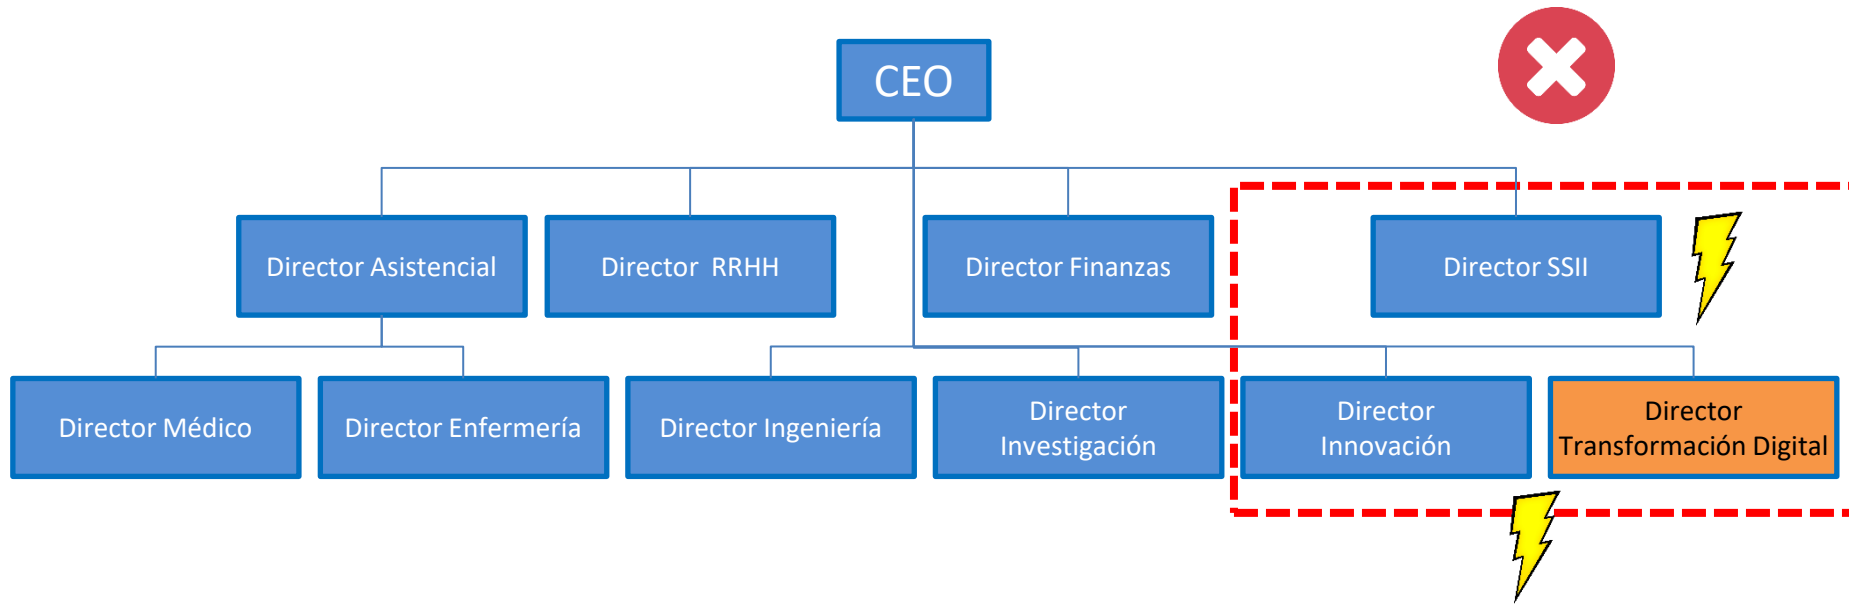 CEO
Director Asistencial
Director RRHH
Director Finanzas
Director SSII
Director Médico
Director Enfermería
Director Ingeniería
Director
Investigación
Director
Innovación
Director
Transformación Digital